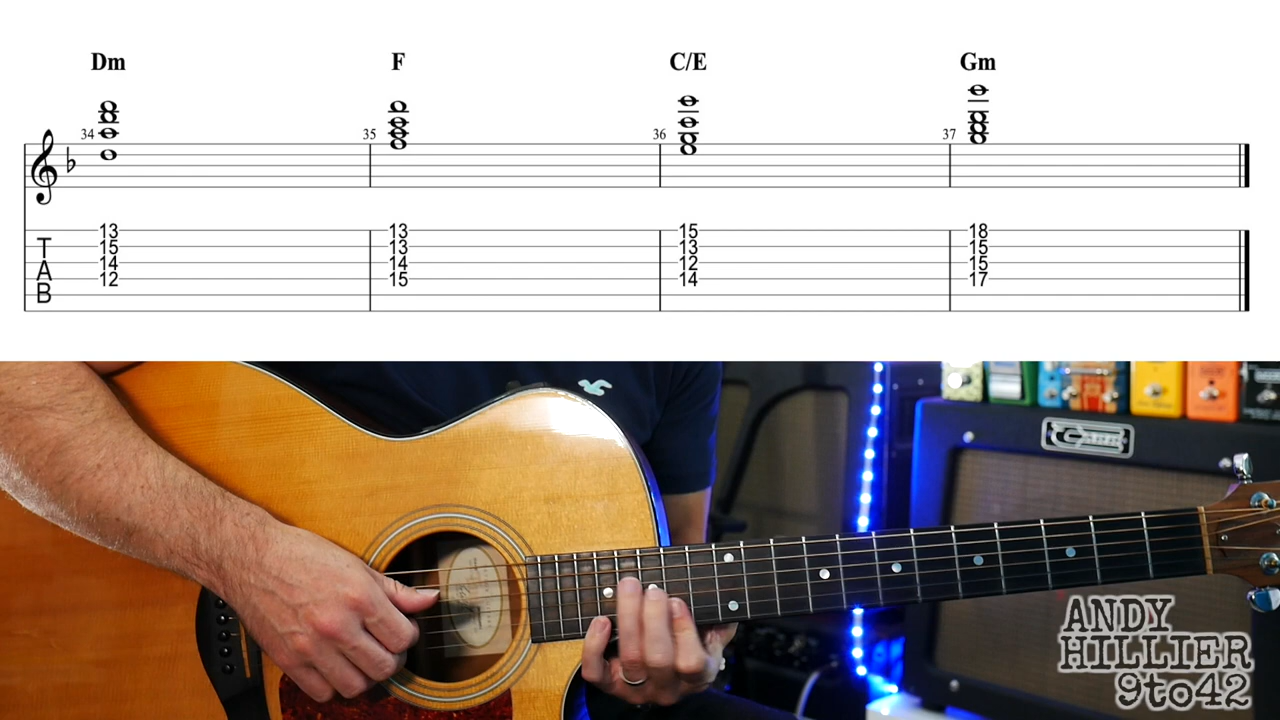 Dm F C/E Gm
34 35 36 37
13 13 15 18
T 15 13 13 15
A 14 14 12 15
B 12 15 14 17
ANDY
HILLIER
9to42